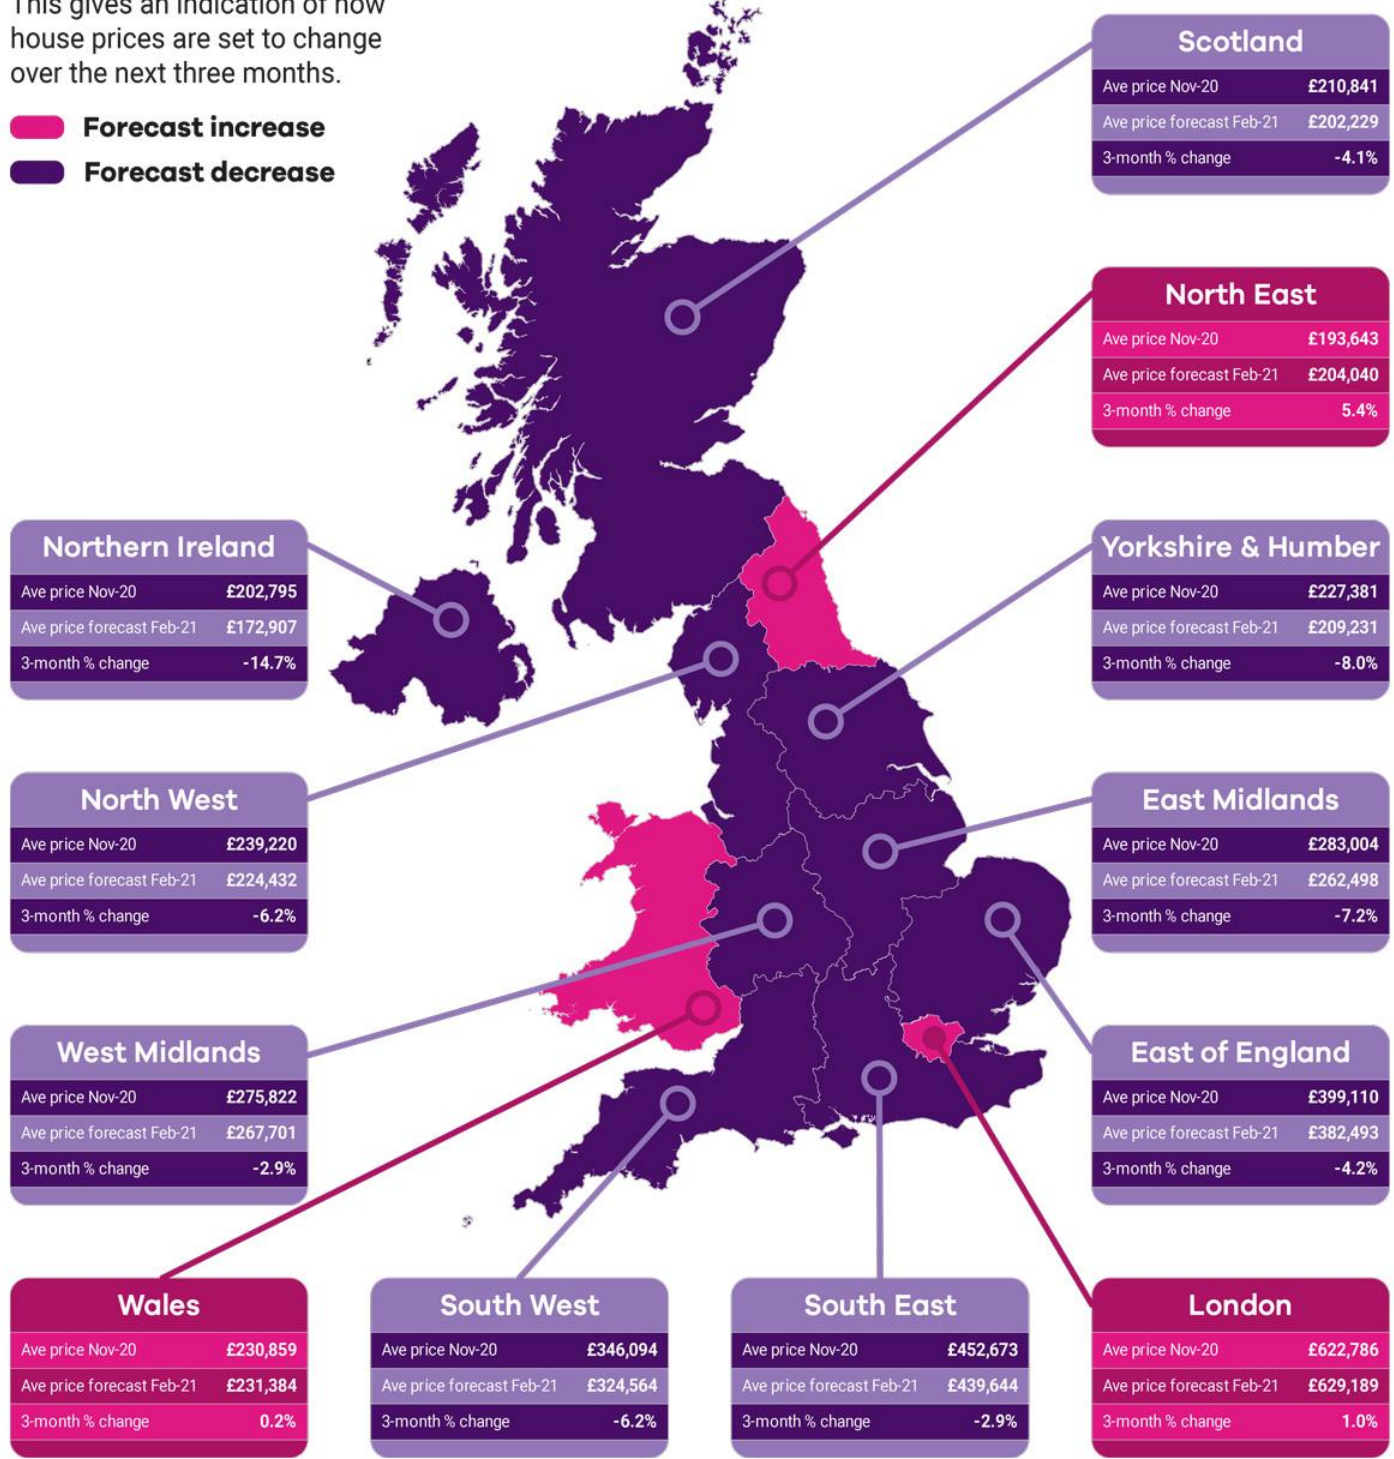 This gives an indication of how
house prices are set to change
over the next three months.
Forecast increase
Forecast decrease
Scotland
Ave price Nov-20 £210,841
Ave price forecast Feb-21 £202,229
3-month % change -4.1%
North East
Ave price Nov-20 £193,643
Ave price forecast Feb-21 £204,040
3-month % change 5.4%
Northern Ireland
Ave price Nov-20 £202,795
Ave price forecast Feb-21 £172,907
3-month % change -14.7%
Yorkshire & Humber
Ave price Nov-20 £227,381
Ave price forecast Feb-21 £209,231
3-month % change -8.0%
North West
Ave price Nov-20 £239,220
Ave price forecast Feb-21 £224,432
3-month % change -6.2%
East Midlands
Ave price Nov-20 £283,004
Ave price forecast Feb-21 £262,498
3-month % change -7.2%
West Midlands
Ave price Nov-20 £275,822
Ave price forecast Feb-21 £267,701
3-month % change -2.9%
East of England
Ave price Nov-20 £399,110
Ave price forecast Feb-21 £382,493
3-month % change -4.2%
Wales
Ave price Nov-20 £230,859
Ave price forecast Feb-21 £231,384
3-month % change 0.2%
South West
Ave price Nov-20 £346,094
Ave price forecast Feb-21 £324,564
3-month % change -6.2%
South East
Ave price Nov-20 £452,673
Ave price forecast Feb-21 £439,644
3-month % change -2.9%
London
Ave price Nov-20 £622,786
Ave price forecast Feb-21 £629,189
3-month % change 1.0%